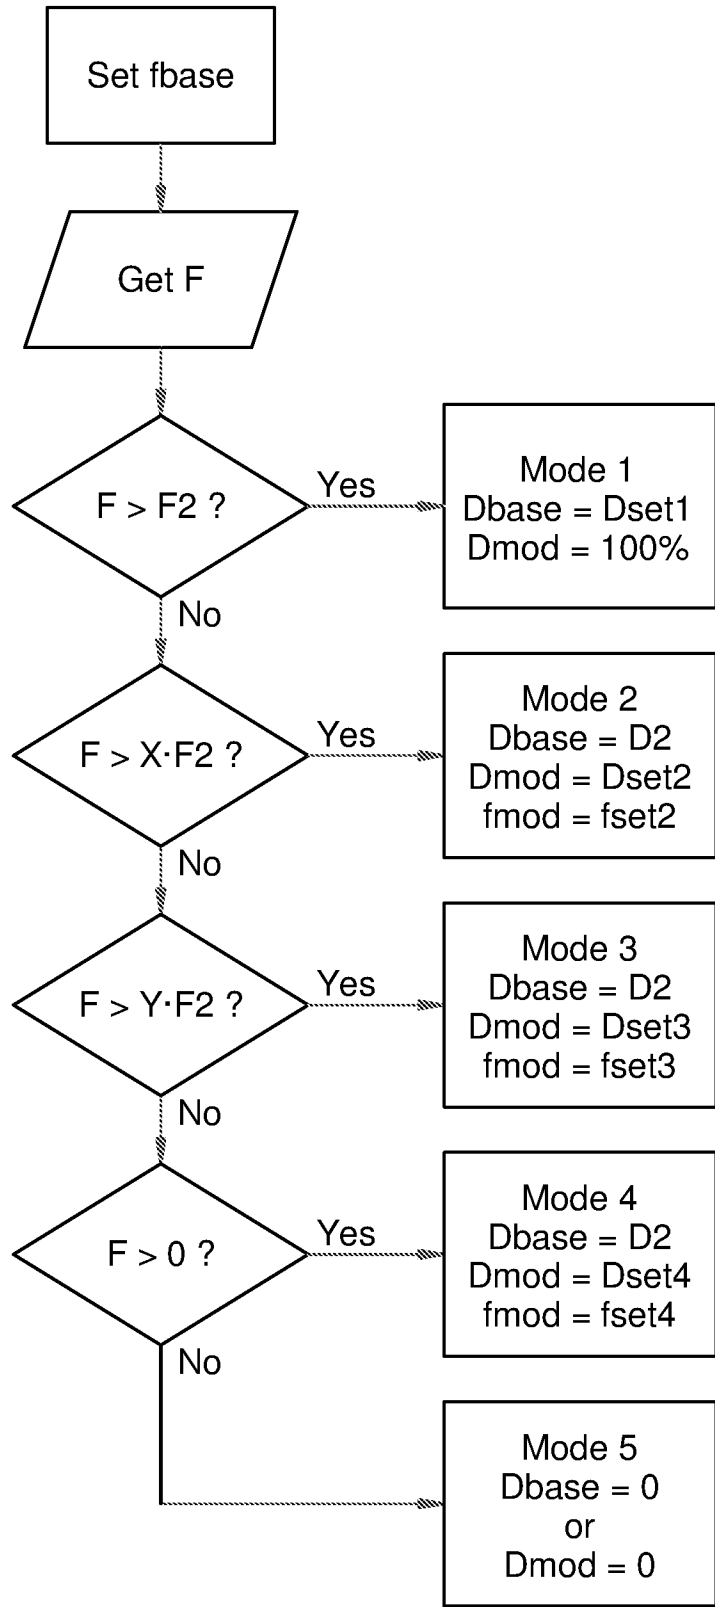 Set fbase
Get F
F > F2 ?
Yes
Mode 1
Dbase = Dset1
Dmod = 100%
No
F > X·F2 ?
Yes
Mode 2
Dbase = D2
Dmod = Dset2
fmod = fset2
No
F > Y·F2 ?
Yes
Mode 3
Dbase = D2
Dmod = Dset3
fmod = fset3
No
F > 0 ?
Yes
Mode 4
Dbase = D2
Dmod = Dset4
fmod = fset4
No
Mode 5
Dbase = 0
or
Dmod = 0